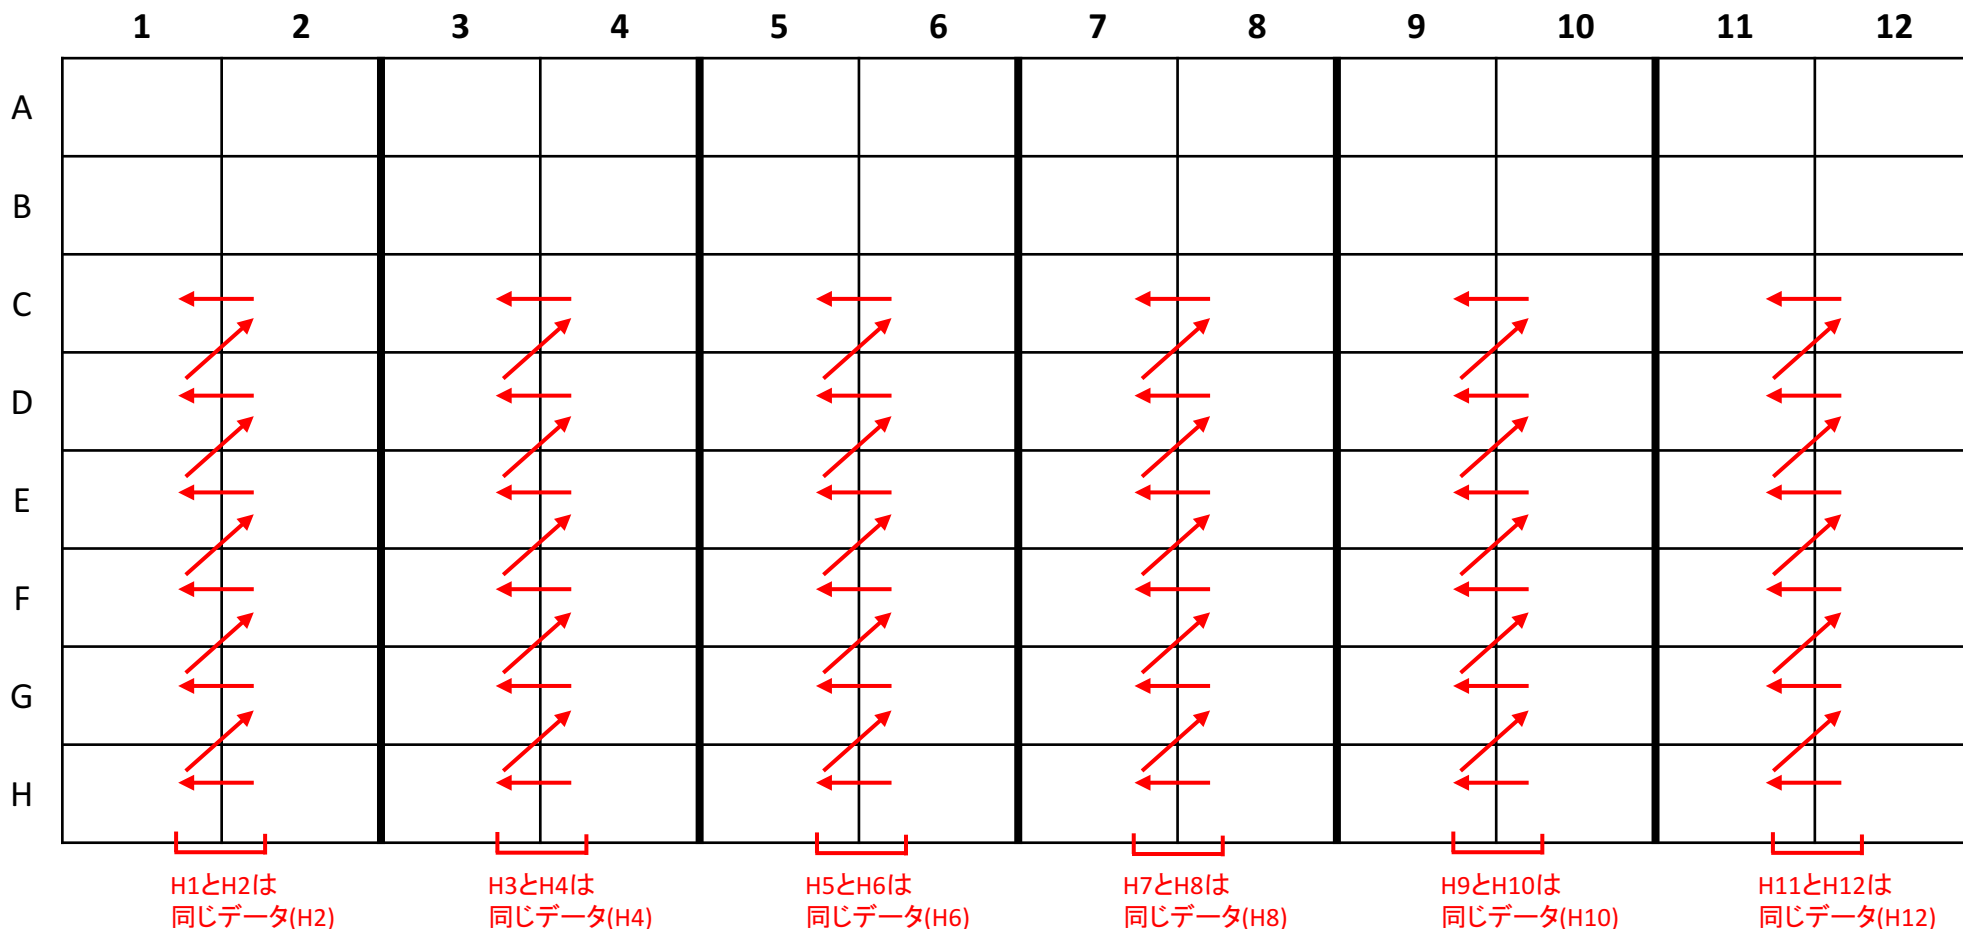 1 2 3 4 5 6 7 8 9 10 11 12
A
B
C
D
E
F
G
H
H1とH2は
同じデータ(H2)
H3とH4は
同じデータ(H4)
H5とH6は
同じデータ(H6)
H7とH8は
同じデータ(H8)
H9とH10は
同じデータ(H10)
H11とH12は
同じデータ(H12)